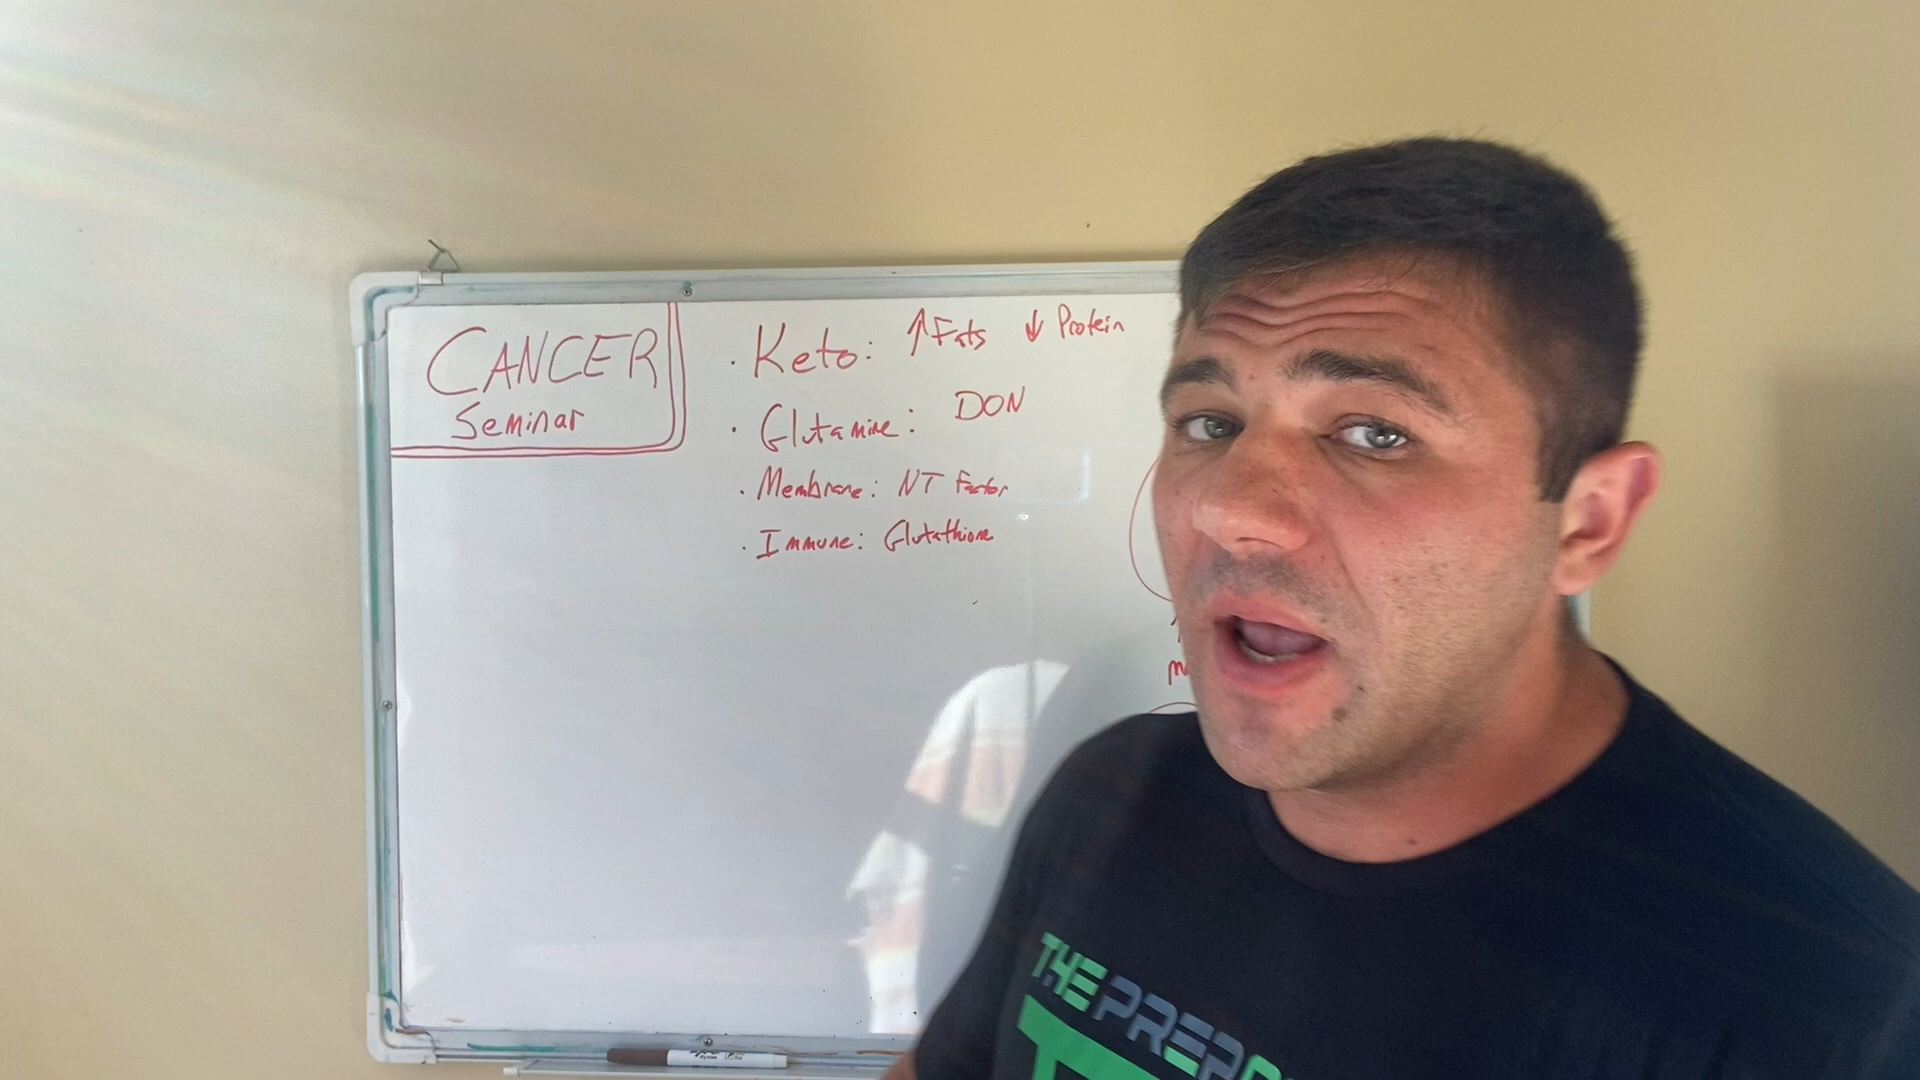 CANCER
Seminar
· Keto: ↑ Fats ↓ Protein
· Glutamine: DON
· Membrane: NT Factor
· Immune: Glutathione
THE PREP